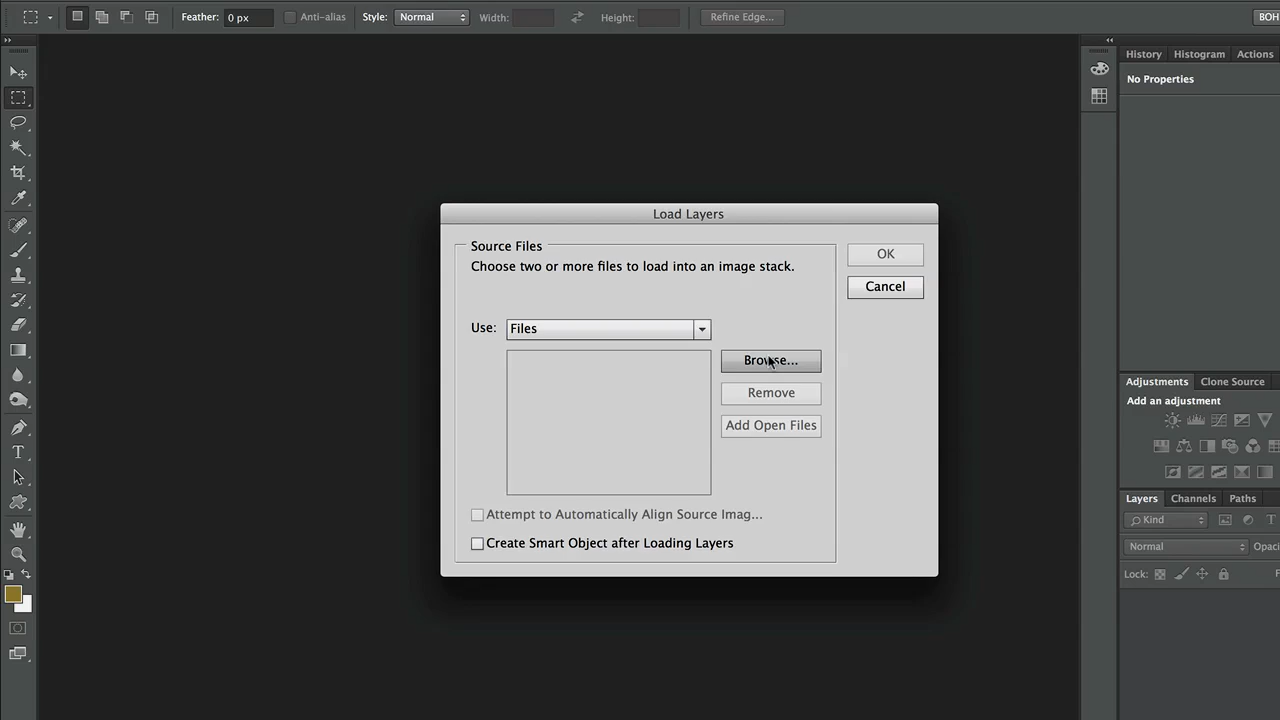 Feather: 0 px Anti-alias Style: Normal Width: Height: Refine Edge... BOH
History Histogram Actions
No Properties
Load Layers
Source Files
Choose two or more files to load into an image stack.
OK
Cancel
Use: Files
Browse...
Remove
Add Open Files
Attempt to Automatically Align Source Imag...
Create Smart Object after Loading Layers
Adjustments Clone Source
Add an adjustment
Layers Channels Paths
Kind
Normal Opaci
Lock: F